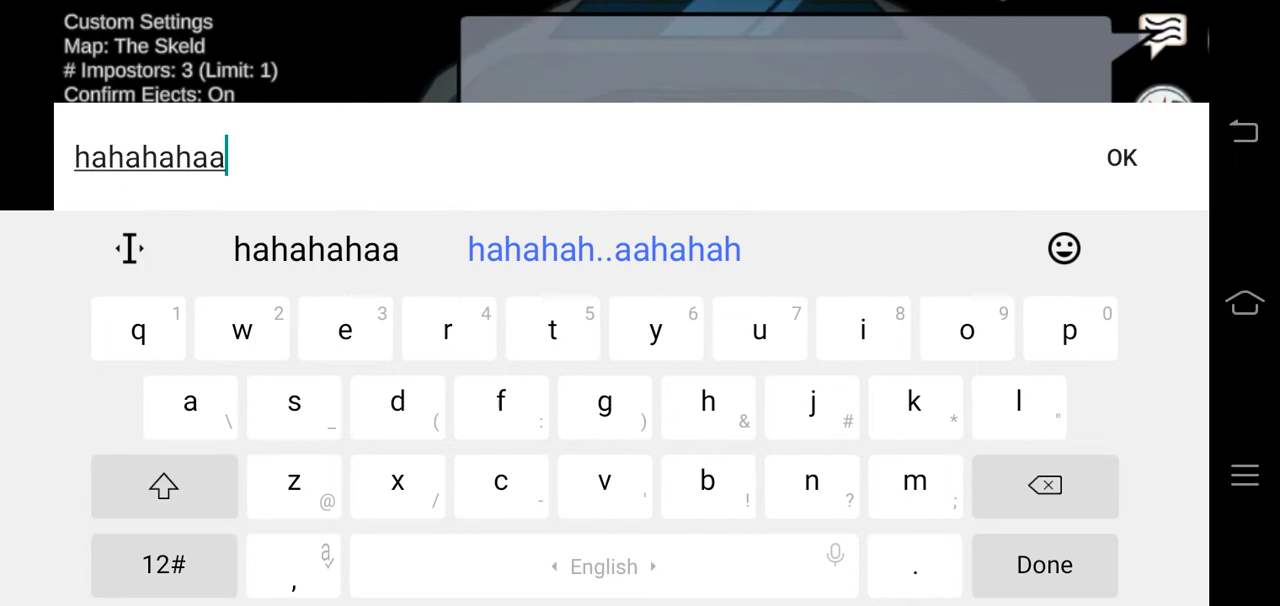 Custom Settings
Map: The Skeld
# Impostors: 3 (Limit: 1)
Confirm Ejects: On
hahahahaa
OK
hahahahaa hahahah..aahahah
q 1 w 2 e 3 r 4 t 5 y 6 u 7 i 8 o 9 p 0
a \ s _ d ( f : g ) h & j # k * l "
z @ x / c - v ' b ! n ? m ;
12# , a English . Done